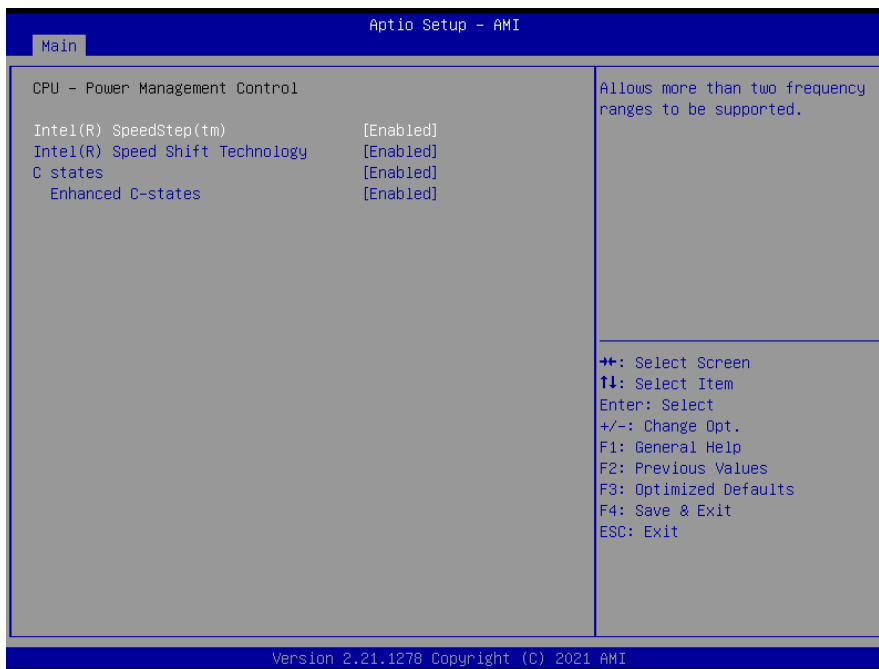 Aptio Setup – AMI
Main
CPU – Power Management Control
Intel(R) SpeedStep(tm) [Enabled]
Intel(R) Speed Shift Technology [Enabled]
C states [Enabled]
Enhanced C-states [Enabled]
Allows more than two frequency
ranges to be supported.
→←: Select Screen
↑↓: Select Item
Enter: Select
+/-: Change Opt.
F1: General Help
F2: Previous Values
F3: Optimized Defaults
F4: Save & Exit
ESC: Exit
Version 2.21.1278 Copyright (C) 2021 AMI